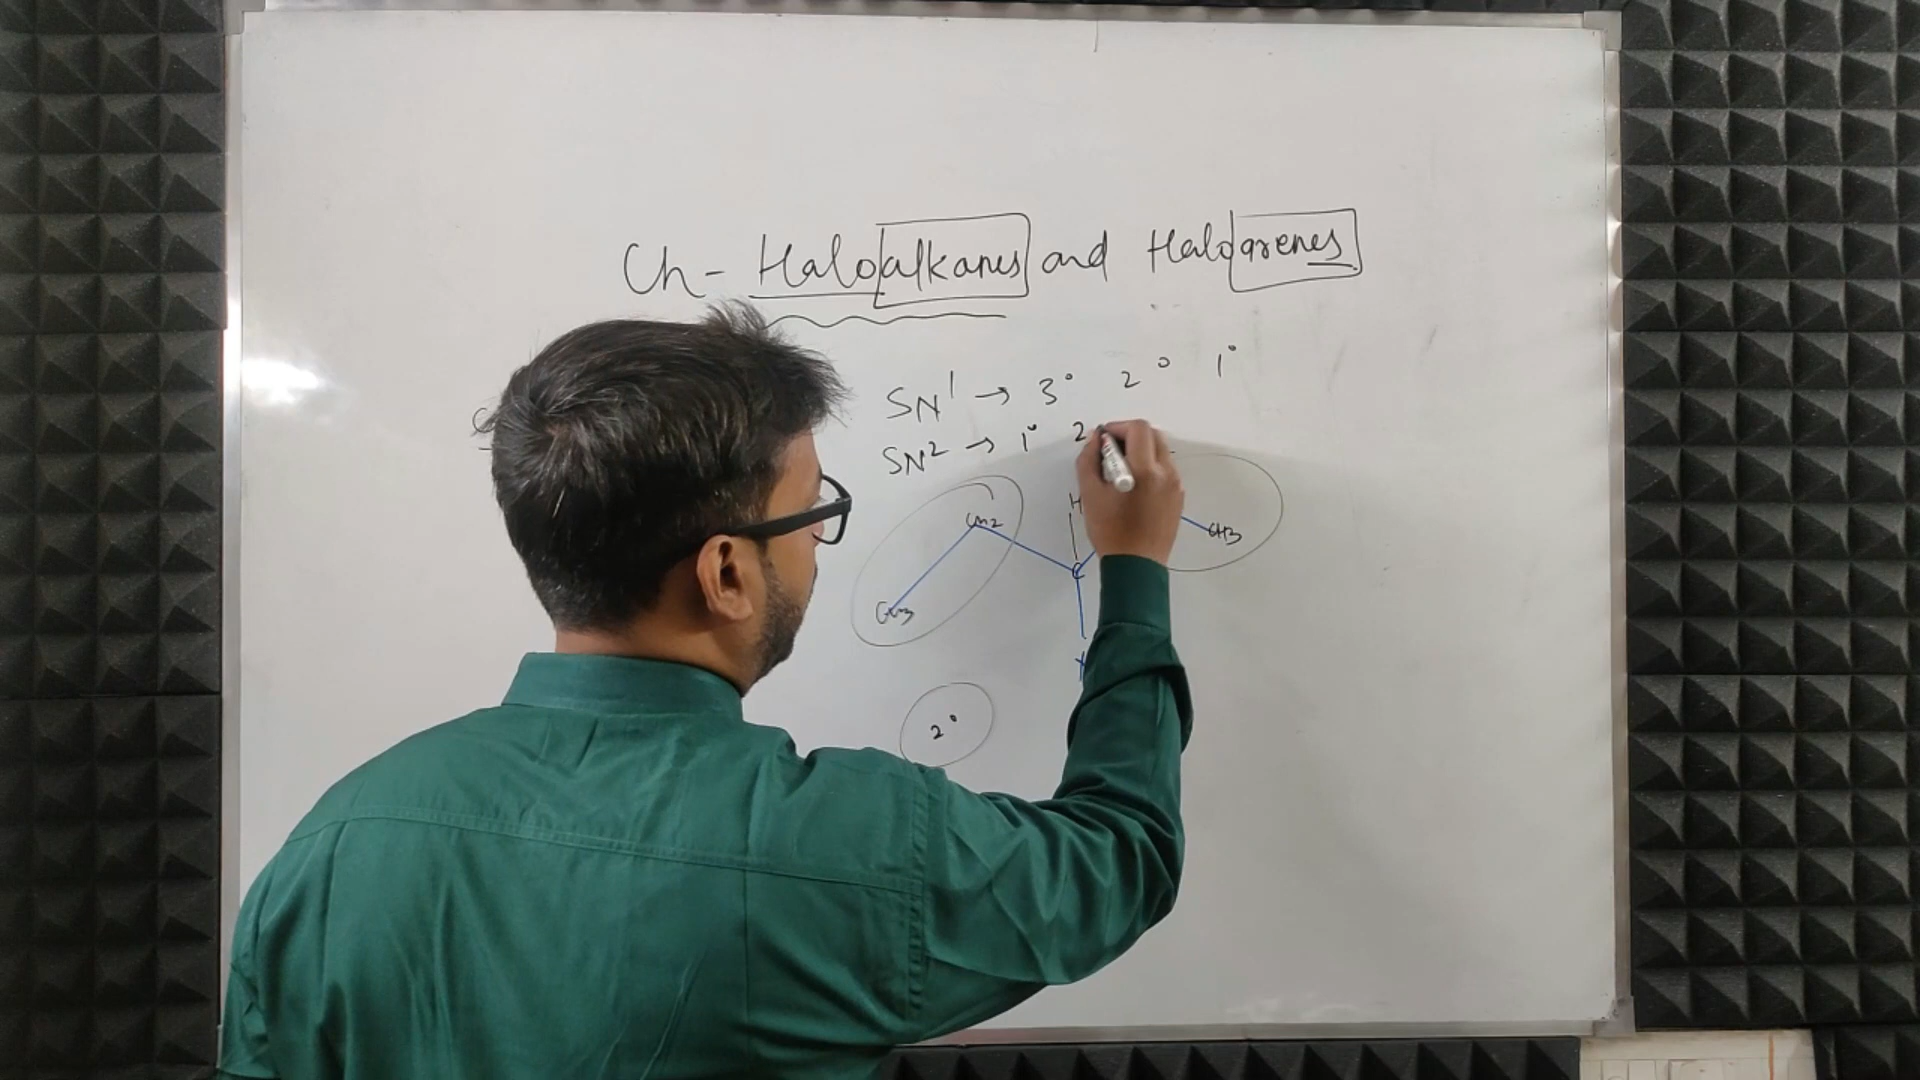 Ch - Haloalkanes and Haloarenes
SN1 → 3° 2° 1°
SN2 → 1° 2
H
CH2
CH3
C
CH3
X
2°